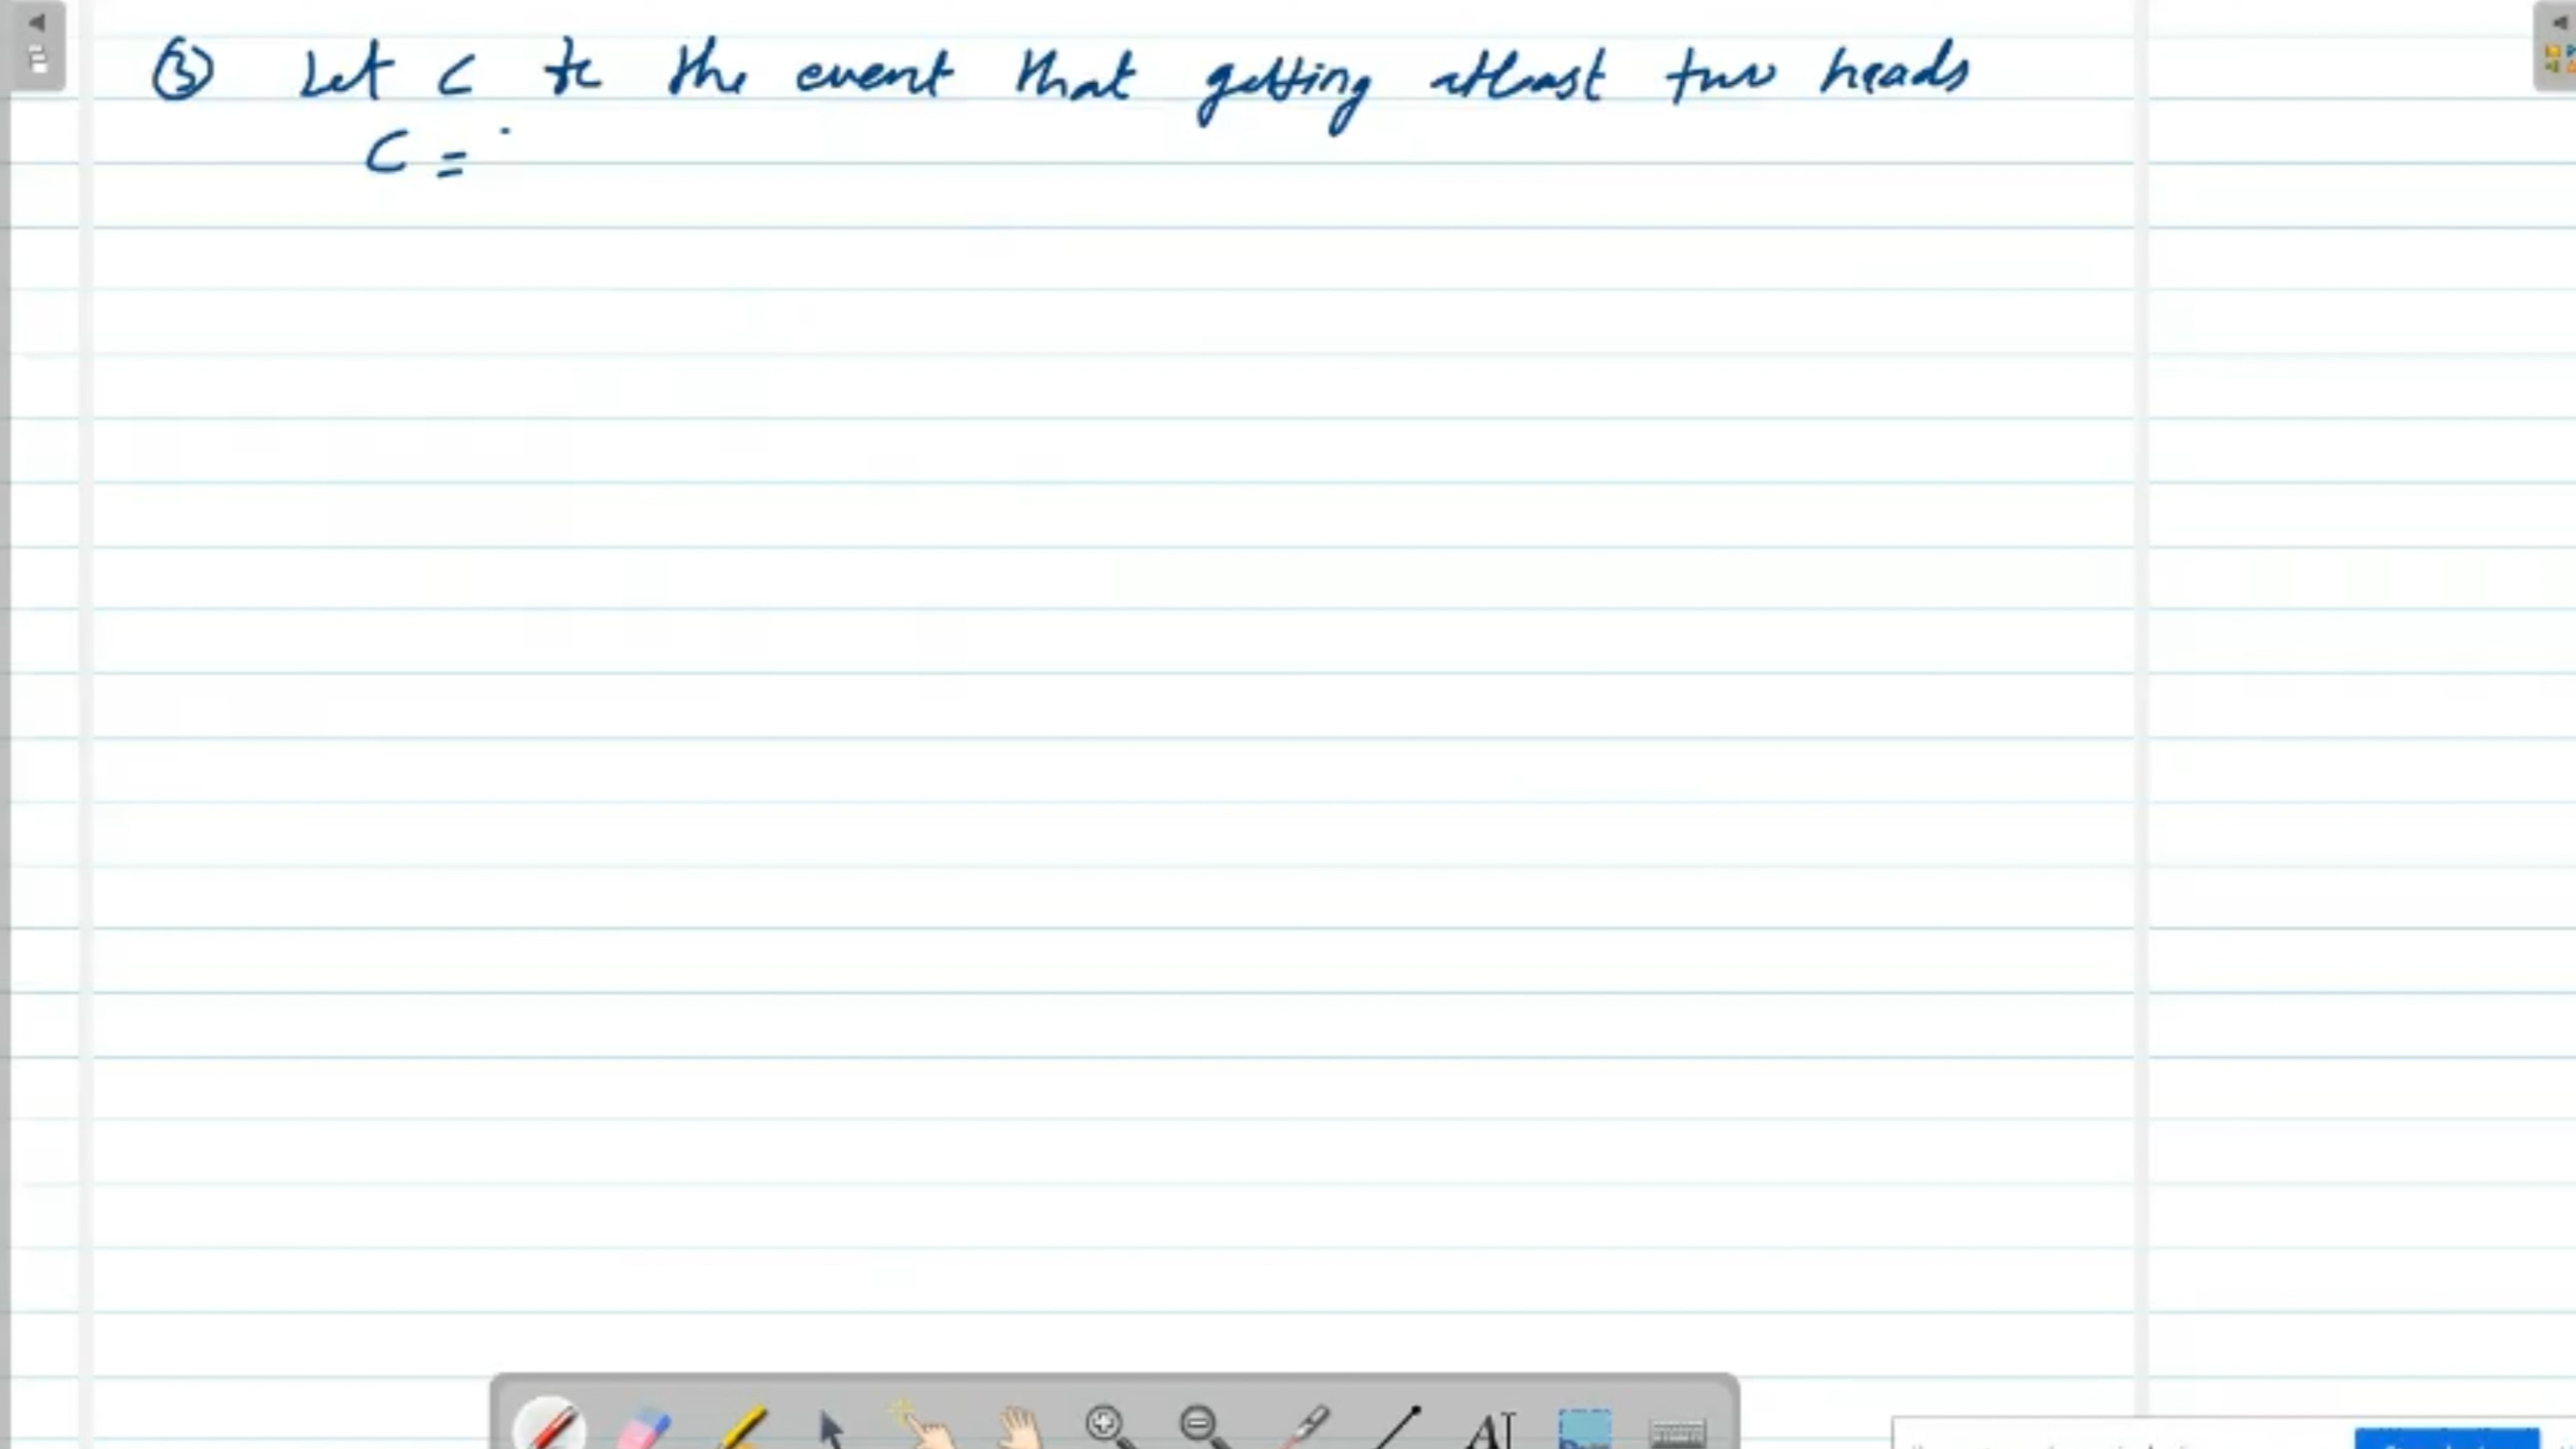 ③ Let C be the event that getting atleast two heads
C =